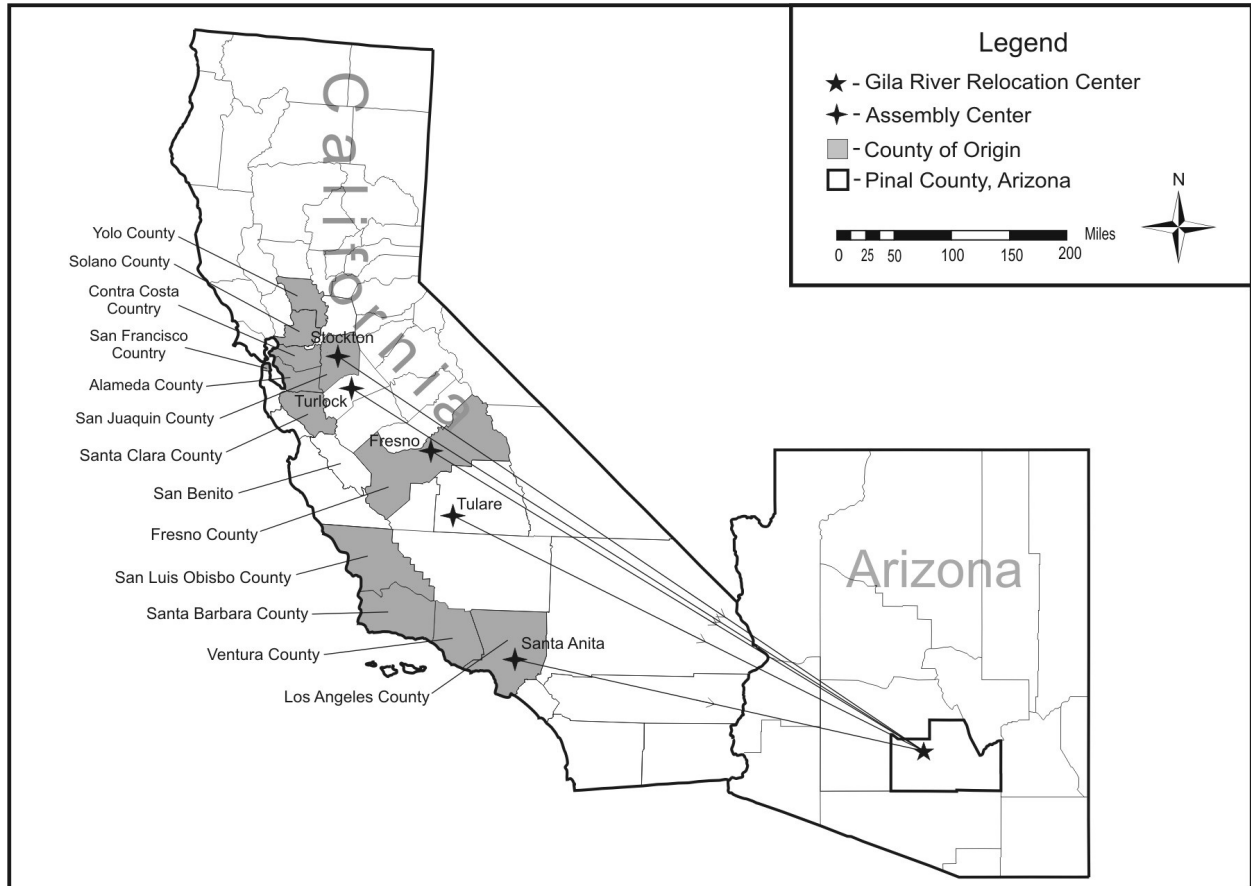 Legend
- Gila River Relocation Center
- Assembly Center
- County of Origin
- Pinal County, Arizona
N
Miles
0 25 50 100 150 200
California
Yolo County
Solano County
Contra Costa
Country
San Francisco
Country
Alameda County
San Juaquin County
Santa Clara County
San Benito
Fresno County
San Luis Obisbo County
Santa Barbara County
Ventura County
Los Angeles County
Stockton
Turlock
Fresno
Tulare
Santa Anita
Arizona